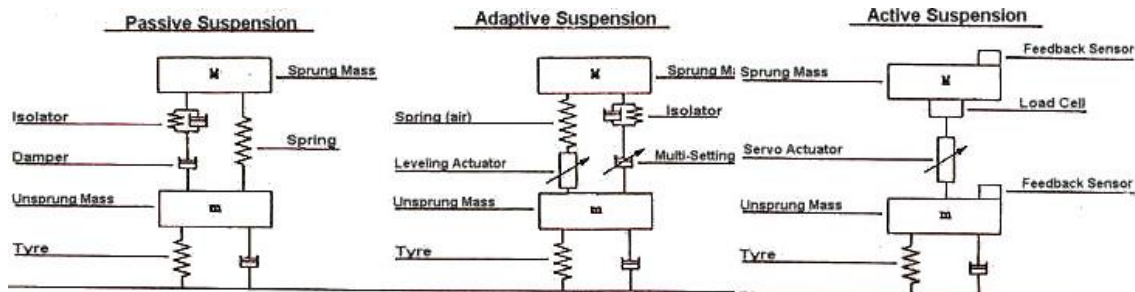 Passive Suspension
M
Sprung Mass
Isolator
Spring
Damper
Unsprung Mass
m
Tyre
Adaptive Suspension
M
Sprung Ma
Spring (air)
Isolator
Leveling Actuator
Multi-Setting
Unsprung Mass
m
Tyre
Active Suspension
Feedback Sensor
Sprung Mass
M
Load Cell
Servo Actuator
Feedback Sensor
Unsprung Mass
m
Tyre